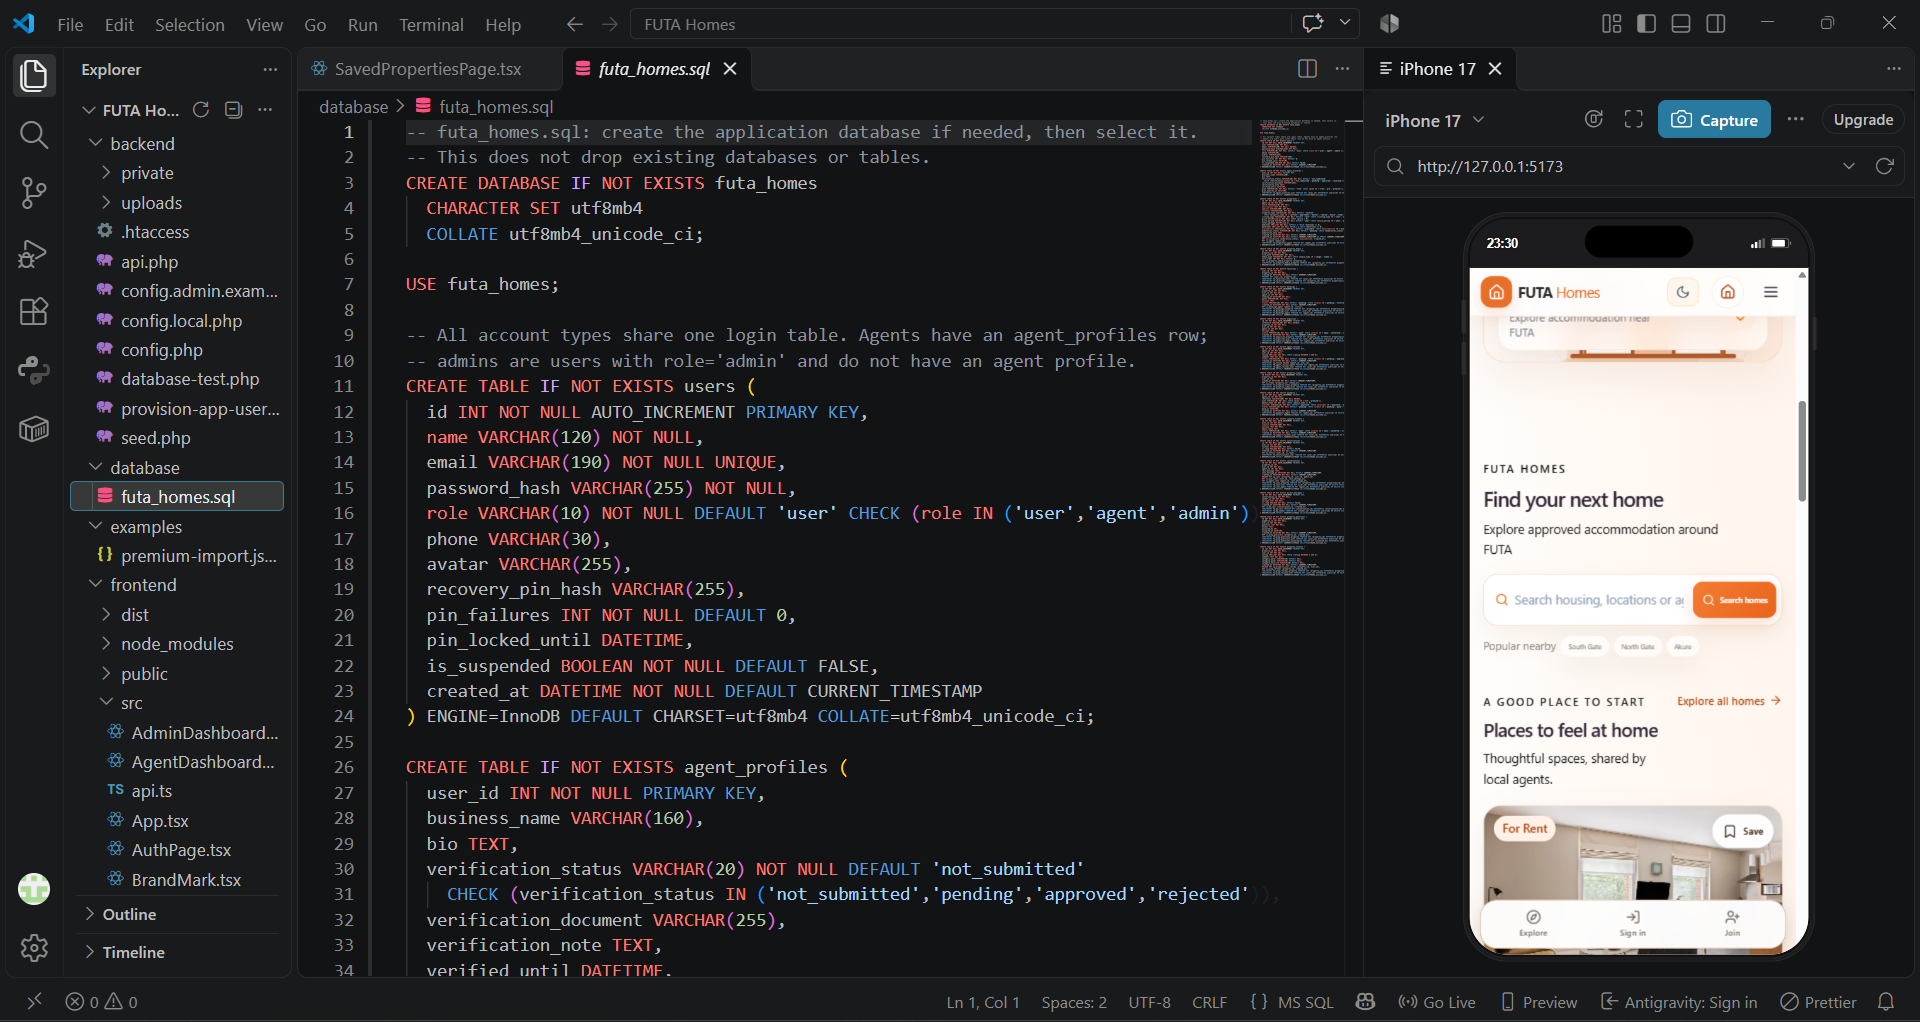 File Edit Selection View Go Run Terminal Help
FUTA Homes
Explorer
FUTA Ho...
backend
private
uploads
.htaccess
api.php
config.admin.exam...
config.local.php
config.php
database-test.php
provision-app-user...
seed.php
database
futa_homes.sql
examples
{} premium-import.js...
frontend
dist
node_modules
public
src
AdminDashboard...
AgentDashboard...
TS api.ts
App.tsx
AuthPage.tsx
BrandMark.tsx
Outline
Timeline
SavedPropertiesPage.tsx
futa_homes.sql
database > futa_homes.sql
1 -- futa_homes.sql: create the application database if needed, then select it.
2 -- This does not drop existing databases or tables.
3 CREATE DATABASE IF NOT EXISTS futa_homes
4 CHARACTER SET utf8mb4
5 COLLATE utf8mb4_unicode_ci;
6
7 USE futa_homes;
8
9 -- All account types share one login table. Agents have an agent_profiles row;
10 -- admins are users with role='admin' and do not have an agent profile.
11 CREATE TABLE IF NOT EXISTS users (
12 id INT NOT NULL AUTO_INCREMENT PRIMARY KEY,
13 name VARCHAR(120) NOT NULL,
14 email VARCHAR(190) NOT NULL UNIQUE,
15 password_hash VARCHAR(255) NOT NULL,
16 role VARCHAR(10) NOT NULL DEFAULT 'user' CHECK (role IN ('user','agent','admin')
17 phone VARCHAR(30),
18 avatar VARCHAR(255),
19 recovery_pin_hash VARCHAR(255),
20 pin_failures INT NOT NULL DEFAULT 0,
21 pin_locked_until DATETIME,
22 is_suspended BOOLEAN NOT NULL DEFAULT FALSE,
23 created_at DATETIME NOT NULL DEFAULT CURRENT_TIMESTAMP
24 ) ENGINE=InnoDB DEFAULT CHARSET=utf8mb4 COLLATE=utf8mb4_unicode_ci;
25
26 CREATE TABLE IF NOT EXISTS agent_profiles (
27 user_id INT NOT NULL PRIMARY KEY,
28 business_name VARCHAR(160),
29 bio TEXT,
30 verification_status VARCHAR(20) NOT NULL DEFAULT 'not_submitted'
31 CHECK (verification_status IN ('not_submitted','pending','approved','rejected')),
32 verification_document VARCHAR(255),
33 verification_note TEXT,
34 verified_until DATETIME,
iPhone 17
iPhone 17
Capture
Upgrade
http://127.0.0.1:5173
23:30
FUTA Homes
Explore accommodation near
FUTA
FUTA HOMES
Find your next home
Explore approved accommodation around
FUTA
Search housing, locations or ag
Search homes
Popular nearby South Gate North Gate Akure
A GOOD PLACE TO START
Explore all homes →
Places to feel at home
Thoughtful spaces, shared by
local agents.
For Rent
Save
Explore
Sign in
Join
0 0
Ln 1, Col 1
Spaces: 2
UTF-8
CRLF
{ } MS SQL
Go Live
Preview
Antigravity: Sign in
Prettier